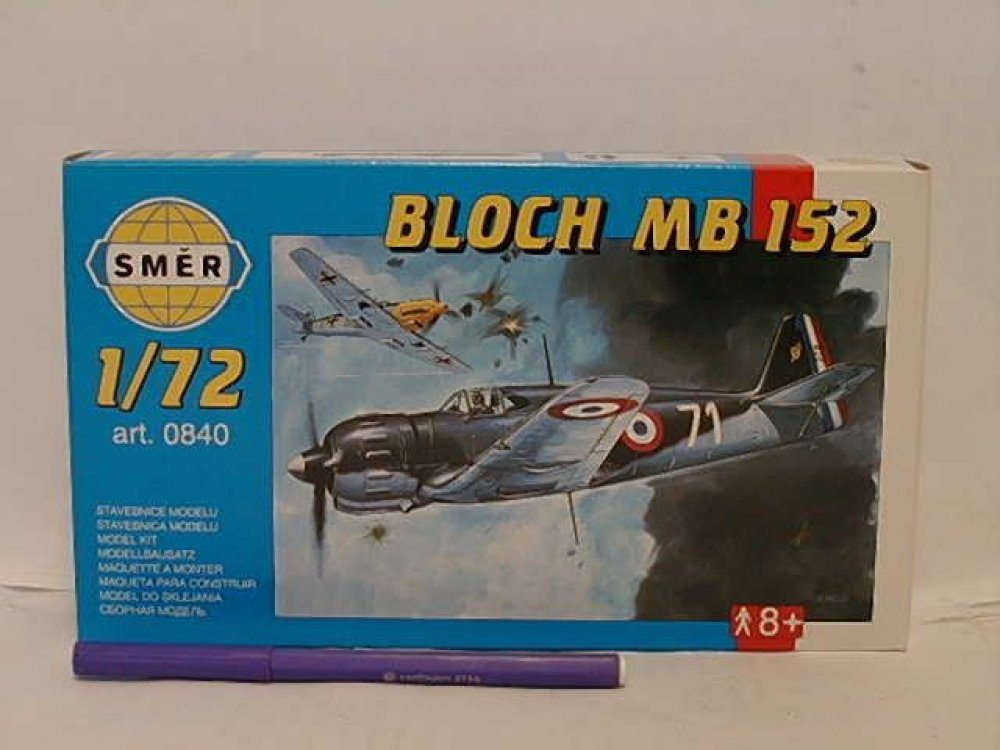 BLOCH MB 152
SMĚR
1/72
art. 0840
71
STAVEBNICE MODELU
STAVEBNICA MODELU
MODEL KIT
MODELLBAUSATZ
MAQUETTE A MONTER
MAQUETA PARA CONSTRUIR
MODEL DO SKLEJANIA
СБОРНАЯ МОДЕЛЬ
8+
centropen